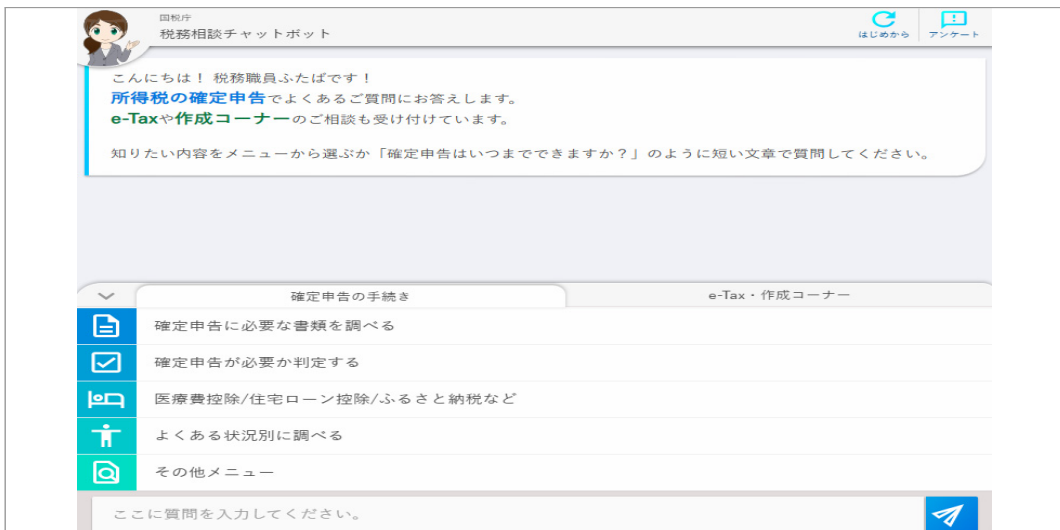 国税庁
税務相談チャットボット
はじめから
アンケート
こんにちは！ 税務職員ふたばです！
所得税の確定申告でよくあるご質問にお答えします。
e-Taxや作成コーナーのご相談も受け付けています。
知りたい内容をメニューから選ぶか「確定申告はいつまでできますか？」のように短い文章で質問してください。
確定申告の手続き
e-Tax・作成コーナー
確定申告に必要な書類を調べる
確定申告が必要か判定する
医療費控除/住宅ローン控除/ふるさと納税など
よくある状況別に調べる
その他メニュー
ここに質問を入力してください。